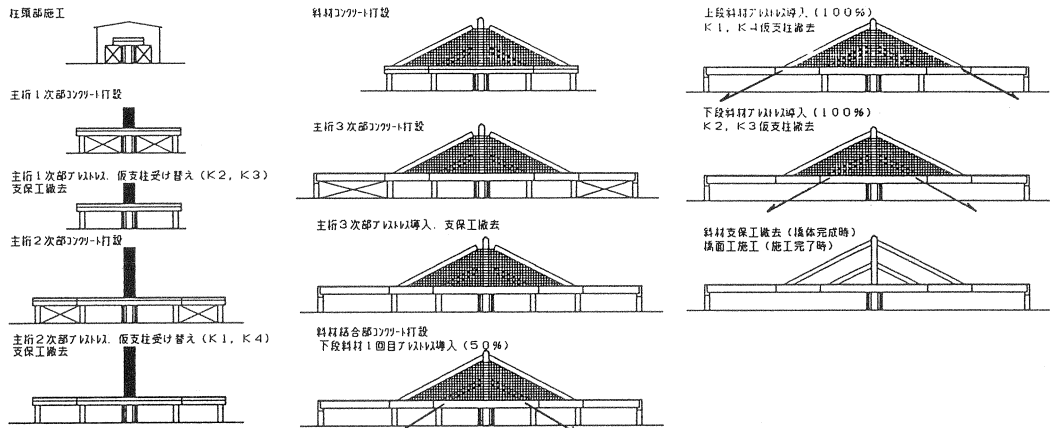 柱頭部施工
主桁1次部コンクリート打設
主桁1次部プレストレス、仮支柱受け替え(K2,K3)
支保工撤去
主桁2次部コンクリート打設
主桁2次部プレストレス、仮支柱受け替え(K1,K4)
支保工撤去
斜材コンクリート打設
主桁3次部コンクリート打設
主桁3次部プレストレス導入、支保工撤去
斜材結合部コンクリート打設
下段斜材1回目プレストレス導入(50%)
上段斜材プレストレス導入(100%)
K1,K4仮支柱撤去
下段斜材プレストレス導入(100%)
K2,K3仮支柱撤去
斜材支保工撤去(橋体完成時)
橋面工施工(施工完了時)